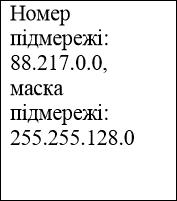 Номер
підмережі:
88.217.0.0,
маска
підмережі:
255.255.128.0